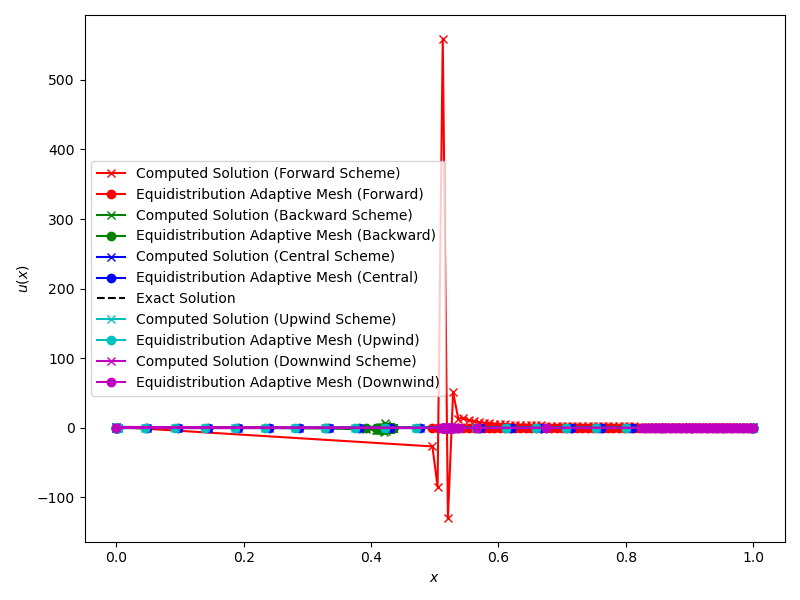 500
400
300
200
100
0
−100
u(x)
Computed Solution (Forward Scheme)
Equidistribution Adaptive Mesh (Forward)
Computed Solution (Backward Scheme)
Equidistribution Adaptive Mesh (Backward)
Computed Solution (Central Scheme)
Equidistribution Adaptive Mesh (Central)
Exact Solution
Computed Solution (Upwind Scheme)
Equidistribution Adaptive Mesh (Upwind)
Computed Solution (Downwind Scheme)
Equidistribution Adaptive Mesh (Downwind)
0.0 0.2 0.4 0.6 0.8 1.0
x